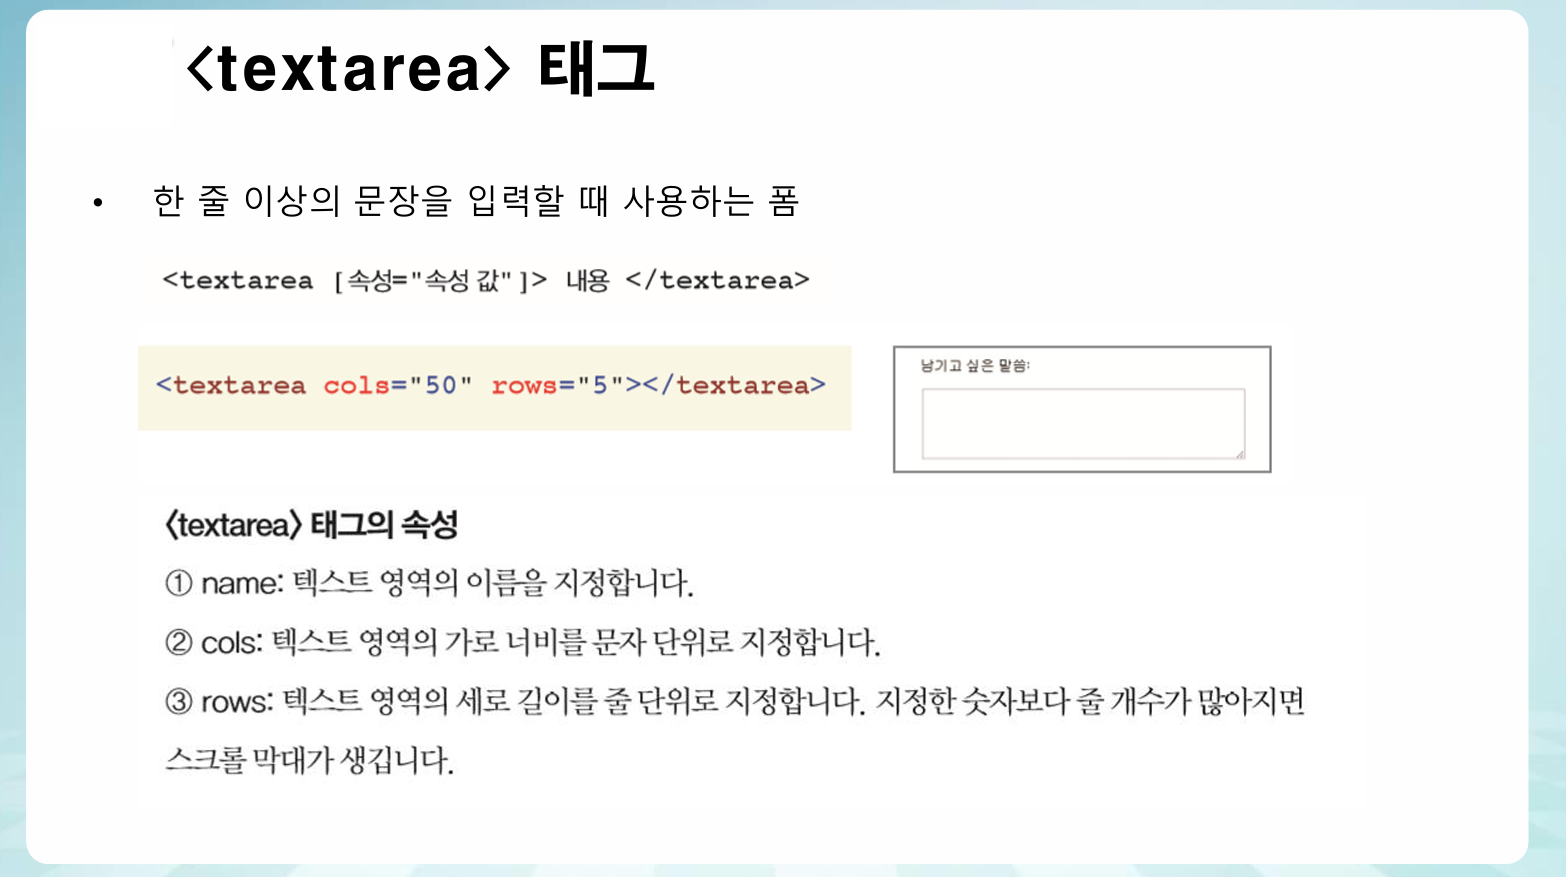 <textarea> 태그
• 한 줄 이상의 문장을 입력할 때 사용하는 폼
<textarea [속성="속성 값"]> 내용 </textarea>
<textarea cols="50" rows="5"></textarea>
남기고 싶은 말씀:
<textarea> 태그의 속성
① name: 텍스트 영역의 이름을 지정합니다.
② cols: 텍스트 영역의 가로 너비를 문자 단위로 지정합니다.
③ rows: 텍스트 영역의 세로 길이를 줄 단위로 지정합니다. 지정한 숫자보다 줄 개수가 많아지면
스크롤 막대가 생깁니다.